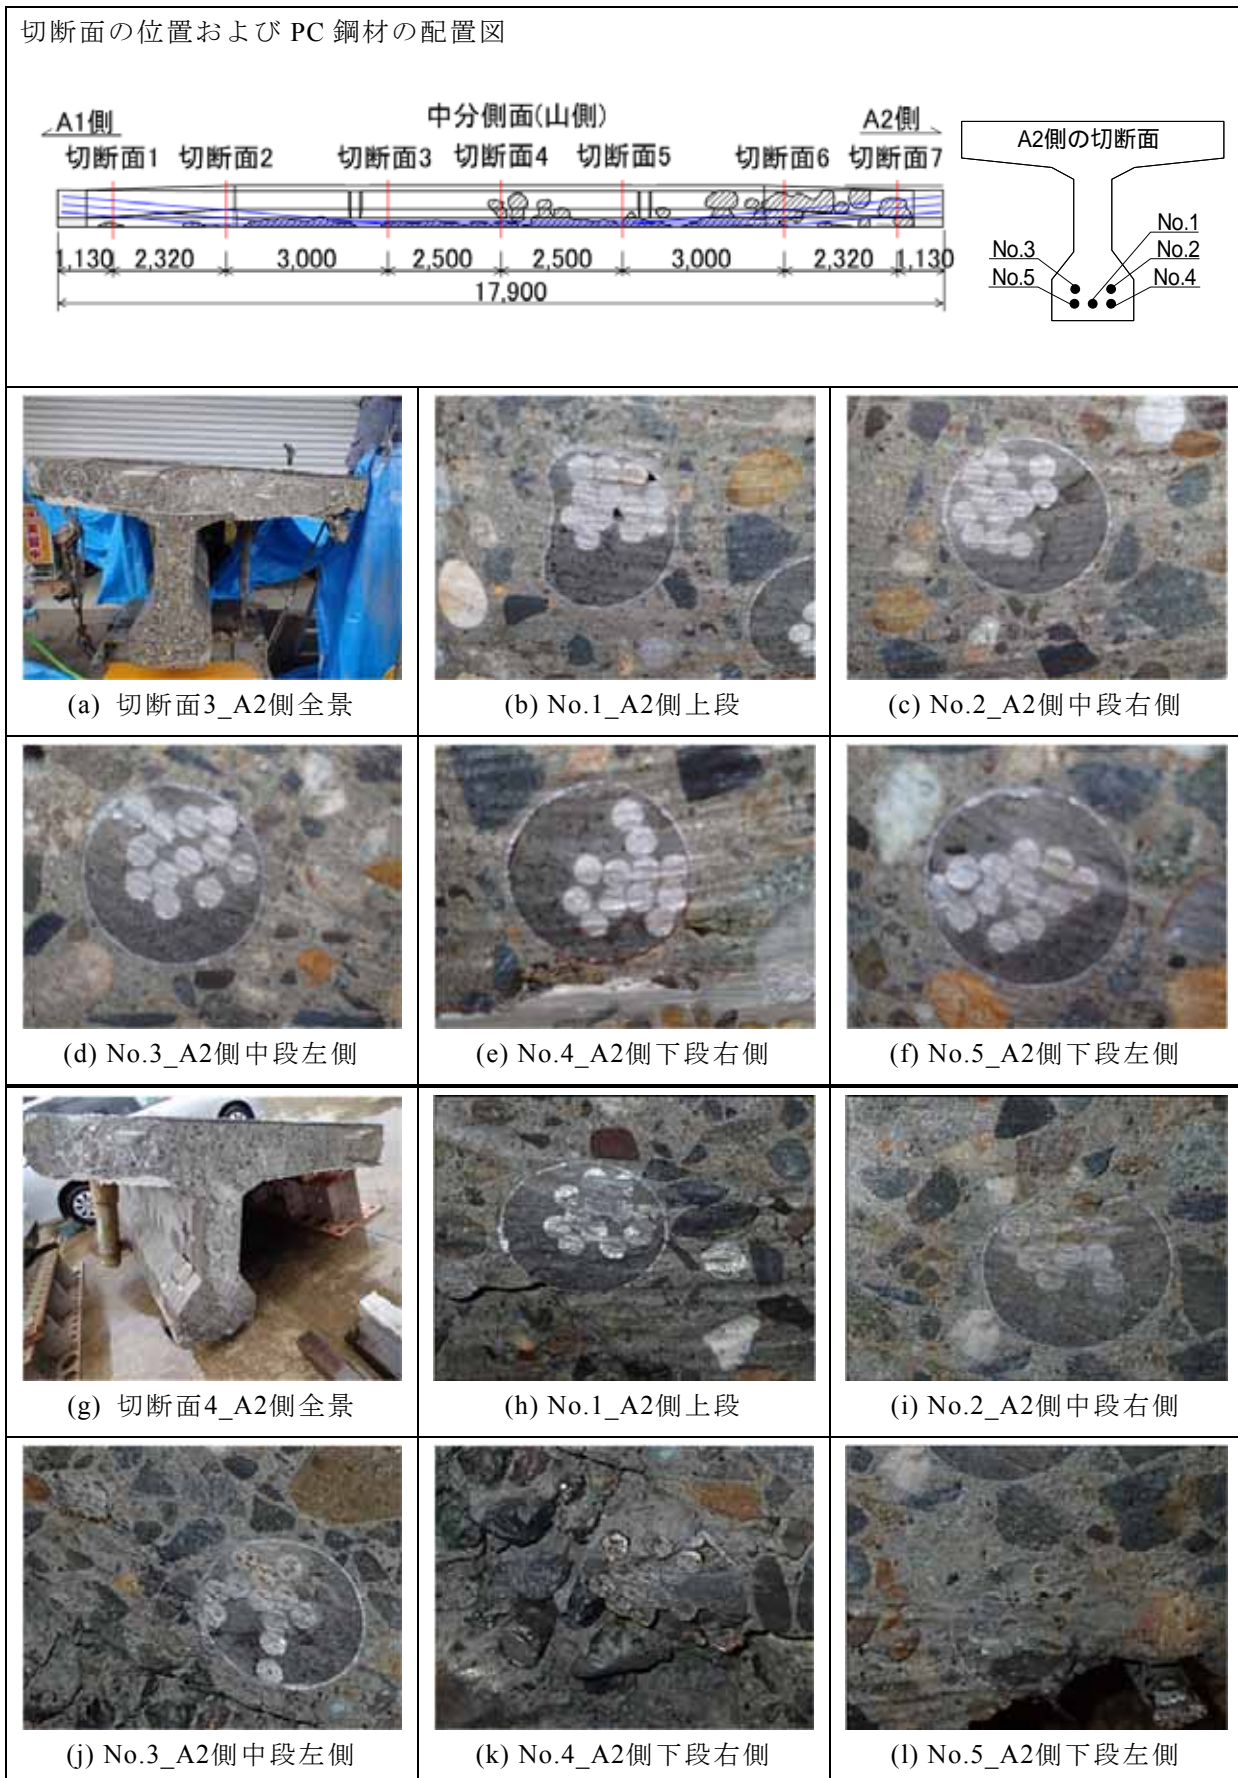 切断面の位置および PC 鋼材の配置図
A1側 中分側面(山側) A2側
切断面1 切断面2 切断面3 切断面4 切断面5 切断面6 切断面7
1,130 2,320 3,000 2,500 2,500 3,000 2,320 1,130
17,900
A2側の切断面
No.1
No.3 No.2
No.5 No.4
(a) 切断面3_A2側全景 (b) No.1_A2側上段 (c) No.2_A2側中段右側
(d) No.3_A2側中段左側 (e) No.4_A2側下段右側 (f) No.5_A2側下段左側
(g) 切断面4_A2側全景 (h) No.1_A2側上段 (i) No.2_A2側中段右側
(j) No.3_A2側中段左側 (k) No.4_A2側下段右側 (l) No.5_A2側下段左側